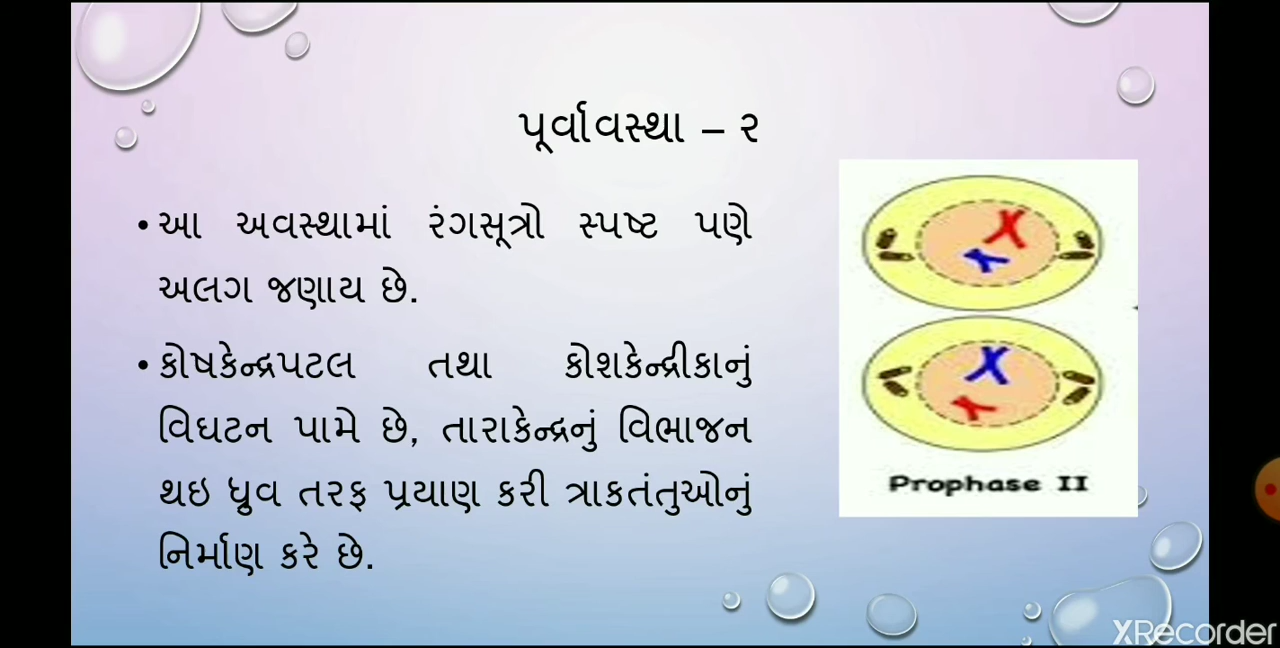 પૂર્વાવસ્થા – ૨
• આ અવસ્થામાં રંગસૂત્રો સ્પષ્ટ પણે
અલગ જણાય છે.
• કોષકેન્દ્રપટલ તથા કોશકેન્દ્રીકાનું
વિઘટન પામે છે, તારાકેન્દ્રનું વિભાજન
થઇ ધ્રુવ તરફ પ્રયાણ કરી ત્રાકતંતુઓનું
નિર્માણ કરે છે.
Prophase II
XRecorder